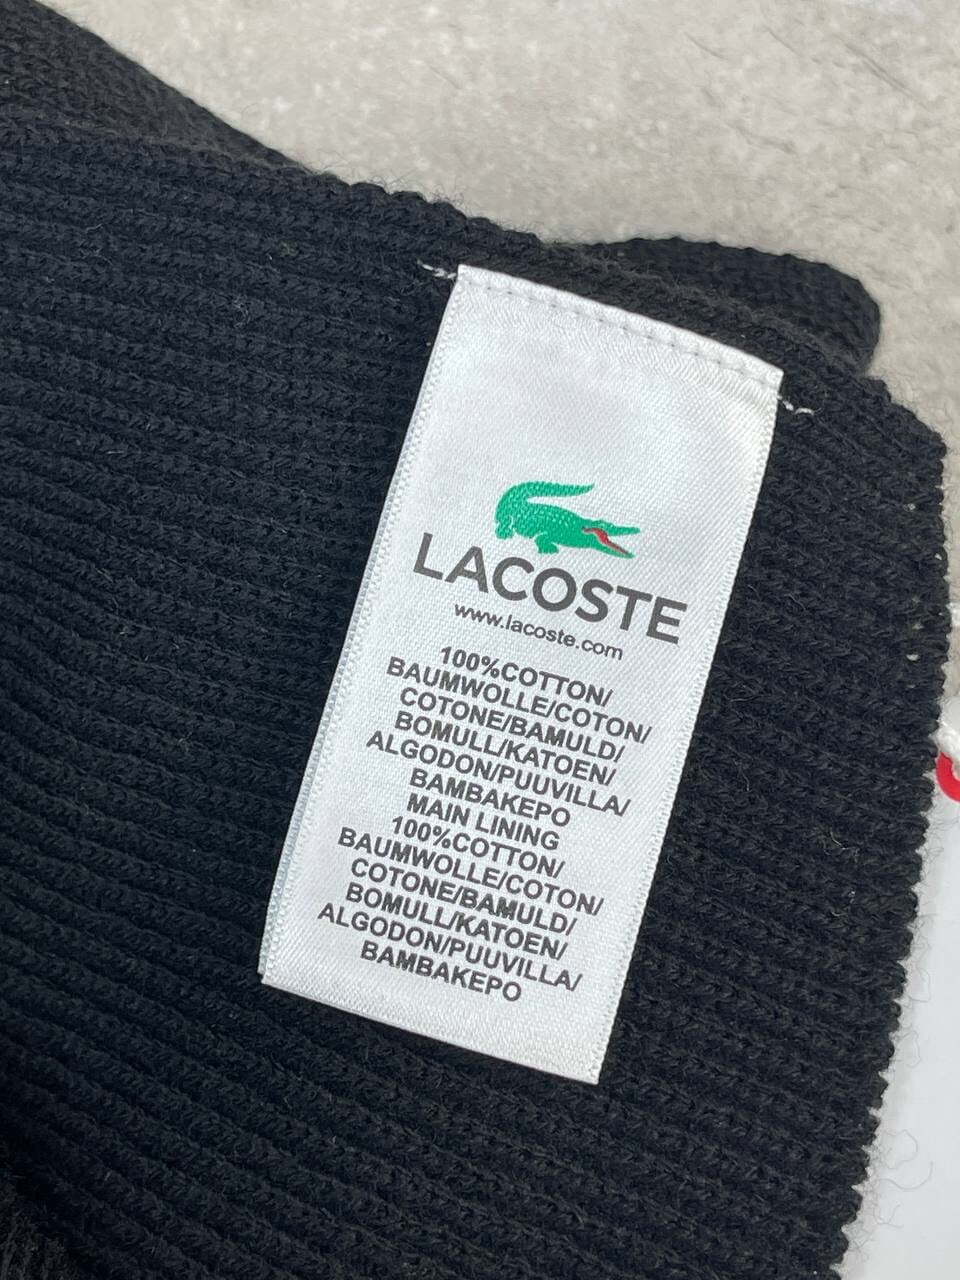 LACOSTE
www.lacoste.com
100%COTTON/
BAUMWOLLE/COTON/
COTONE/BAMULD/
BOMULL/KATOEN/
ALGODON/PUUVILLA/
BAMBAKEPO
MAIN LINING
100%COTTON/
BAUMWOLLE/COTON/
COTONE/BAMULD/
BOMULL/KATOEN/
ALGODON/PUUVILLA/
BAMBAKEPO